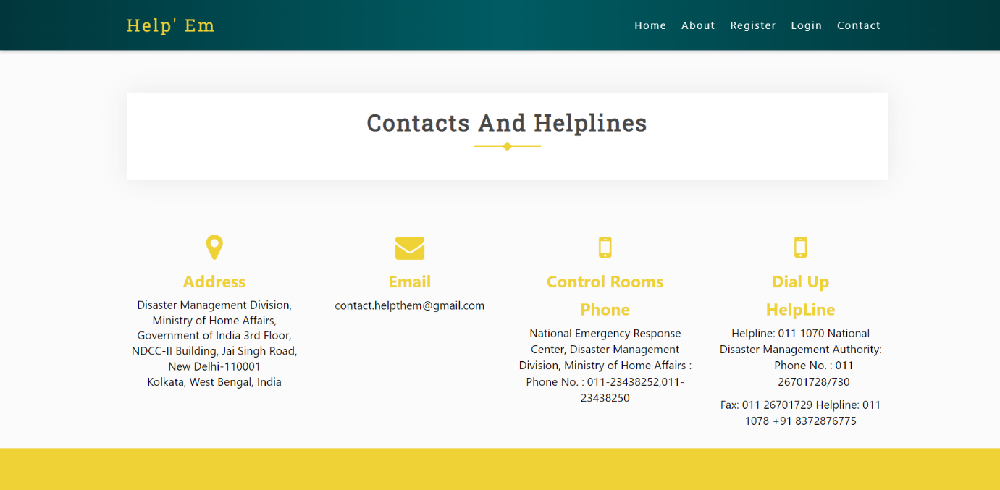 Help' Em
Home About Register Login Contact
Contacts And Helplines
Address
Disaster Management Division,
Ministry of Home Affairs,
Government of India 3rd Floor,
NDCC-II Building, Jai Singh Road,
New Delhi-110001
Kolkata, West Bengal, India
Email
contact.helpthem@gmail.com
Control Rooms
Phone
National Emergency Response
Center, Disaster Management
Division, Ministry of Home Affairs :
Phone No. : 011-23438252,011-
23438250
Dial Up
HelpLine
Helpline: 011 1070 National
Disaster Management Authority:
Phone No. : 011
26701728/730
Fax: 011 26701729 Helpline: 011
1078 +91 8372876775